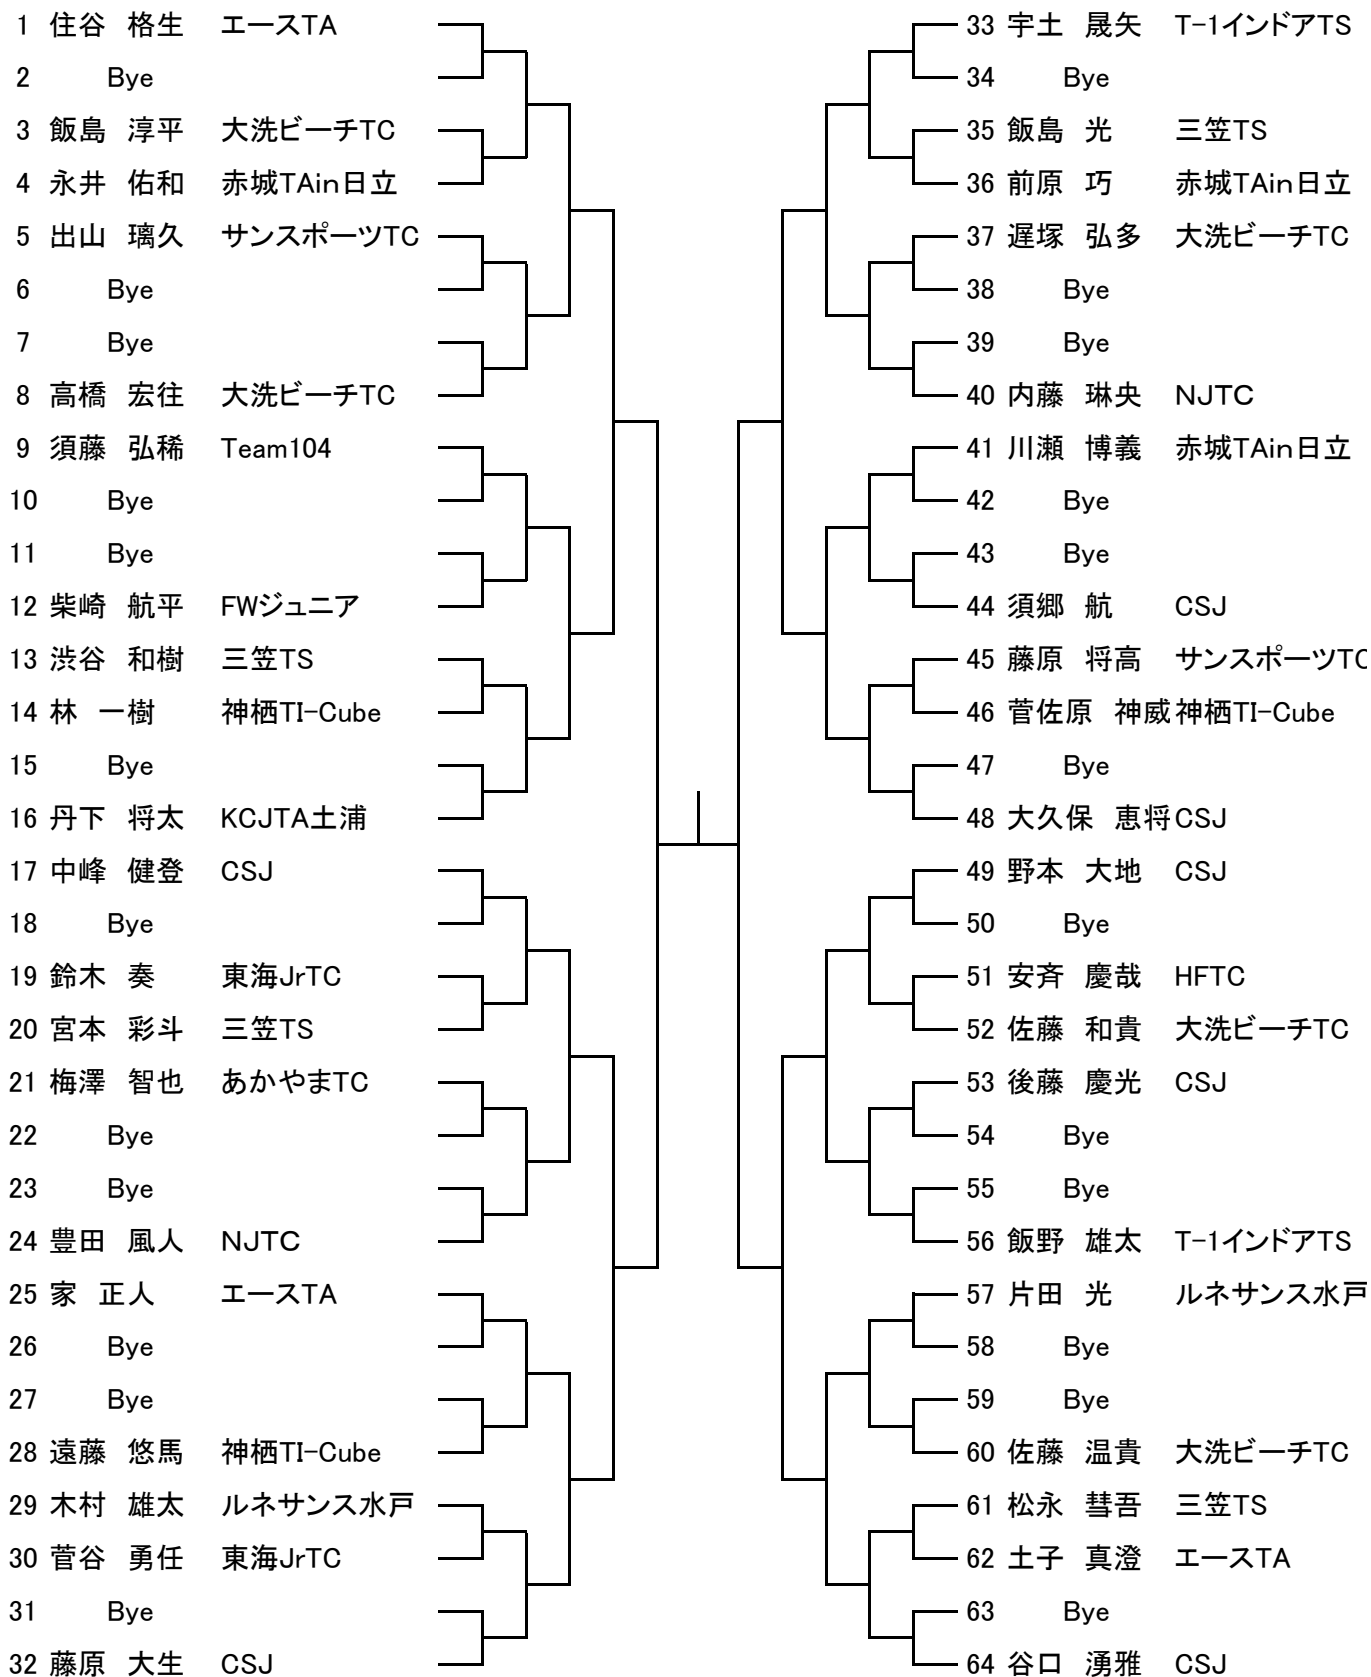 1 住谷 格生 エースTA
2 Bye
3 飯島 淳平 大洗ビーチTC
4 永井 佑和 赤城TAin日立
5 出山 璃久 サンスポーツTC
6 Bye
7 Bye
8 高橋 宏往 大洗ビーチTC
9 須藤 弘稀 Team104
10 Bye
11 Bye
12 柴崎 航平 FWジュニア
13 渋谷 和樹 三笠TS
14 林 一樹 神栖TI-Cube
15 Bye
16 丹下 将太 KCJTA土浦
17 中峰 健登 CSJ
18 Bye
19 鈴木 奏 東海JrTC
20 宮本 彩斗 三笠TS
21 梅澤 智也 あかやまTC
22 Bye
23 Bye
24 豊田 風人 NJTC
25 家 正人 エースTA
26 Bye
27 Bye
28 遠藤 悠馬 神栖TI-Cube
29 木村 雄太 ルネサンス水戸
30 菅谷 勇任 東海JrTC
31 Bye
32 藤原 大生 CSJ
33 宇土 晟矢 T-1インドアTS
34 Bye
35 飯島 光 三笠TS
36 前原 巧 赤城TAin日立
37 遅塚 弘多 大洗ビーチTC
38 Bye
39 Bye
40 内藤 琳央 NJTC
41 川瀬 博義 赤城TAin日立
42 Bye
43 Bye
44 須郷 航 CSJ
45 藤原 将高 サンスポーツTC
46 菅佐原 神威 神栖TI-Cube
47 Bye
48 大久保 恵将 CSJ
49 野本 大地 CSJ
50 Bye
51 安斉 慶哉 HFTC
52 佐藤 和貴 大洗ビーチTC
53 後藤 慶光 CSJ
54 Bye
55 Bye
56 飯野 雄太 T-1インドアTS
57 片田 光 ルネサンス水戸
58 Bye
59 Bye
60 佐藤 温貴 大洗ビーチTC
61 松永 彗吾 三笠TS
62 土子 真澄 エースTA
63 Bye
64 谷口 湧雅 CSJ